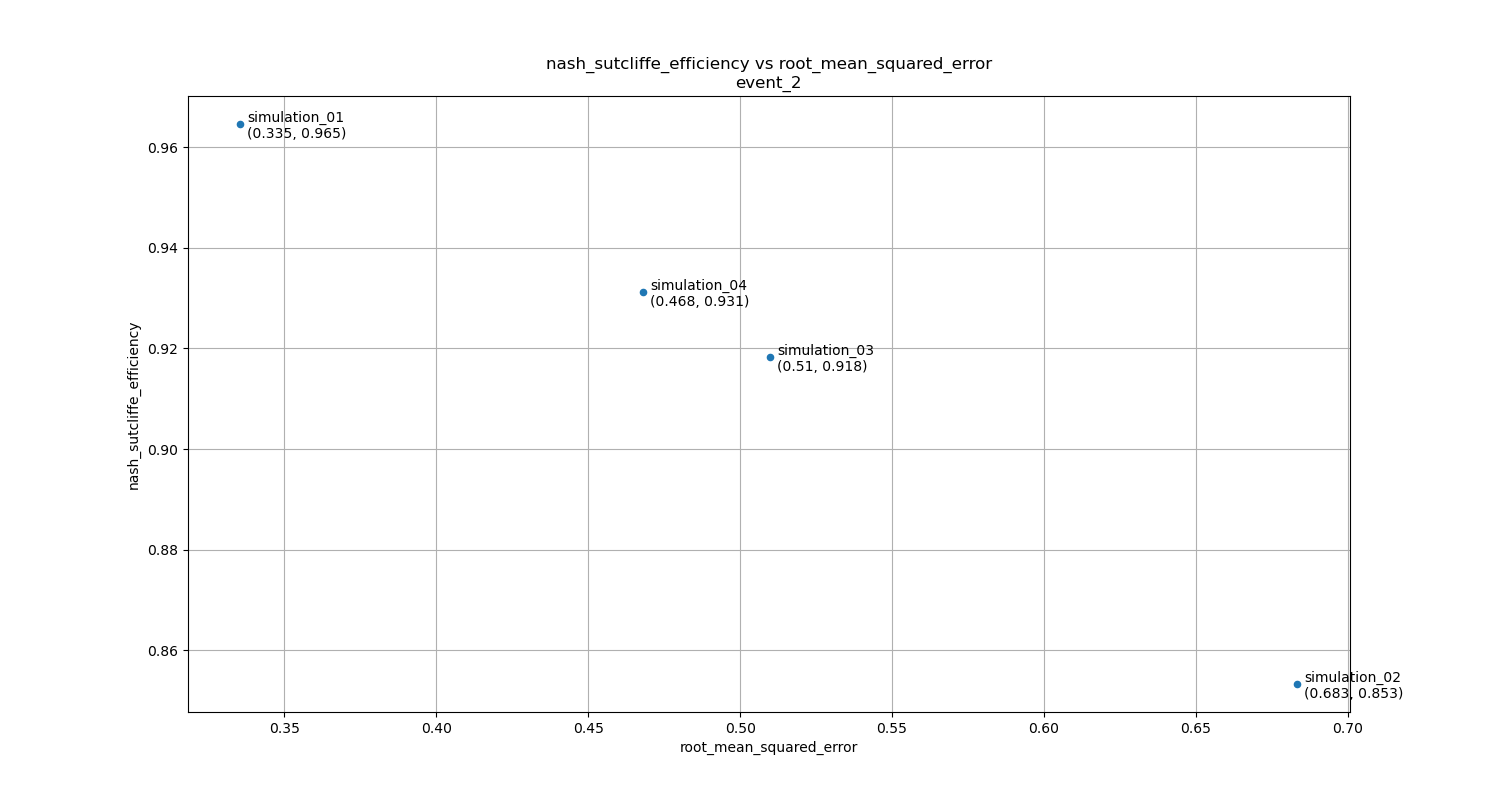 nash_sutcliffe_efficiency vs root_mean_squared_error
event_2
simulation_01
(0.335, 0.965)
0.96
0.94
simulation_04
(0.468, 0.931)
0.92
simulation_03
(0.51, 0.918)
nash_sutcliffe_efficiency
0.90
0.88
0.86
simulation_02
(0.683, 0.853)
0.35 0.40 0.45 0.50 0.55 0.60 0.65 0.70
root_mean_squared_error